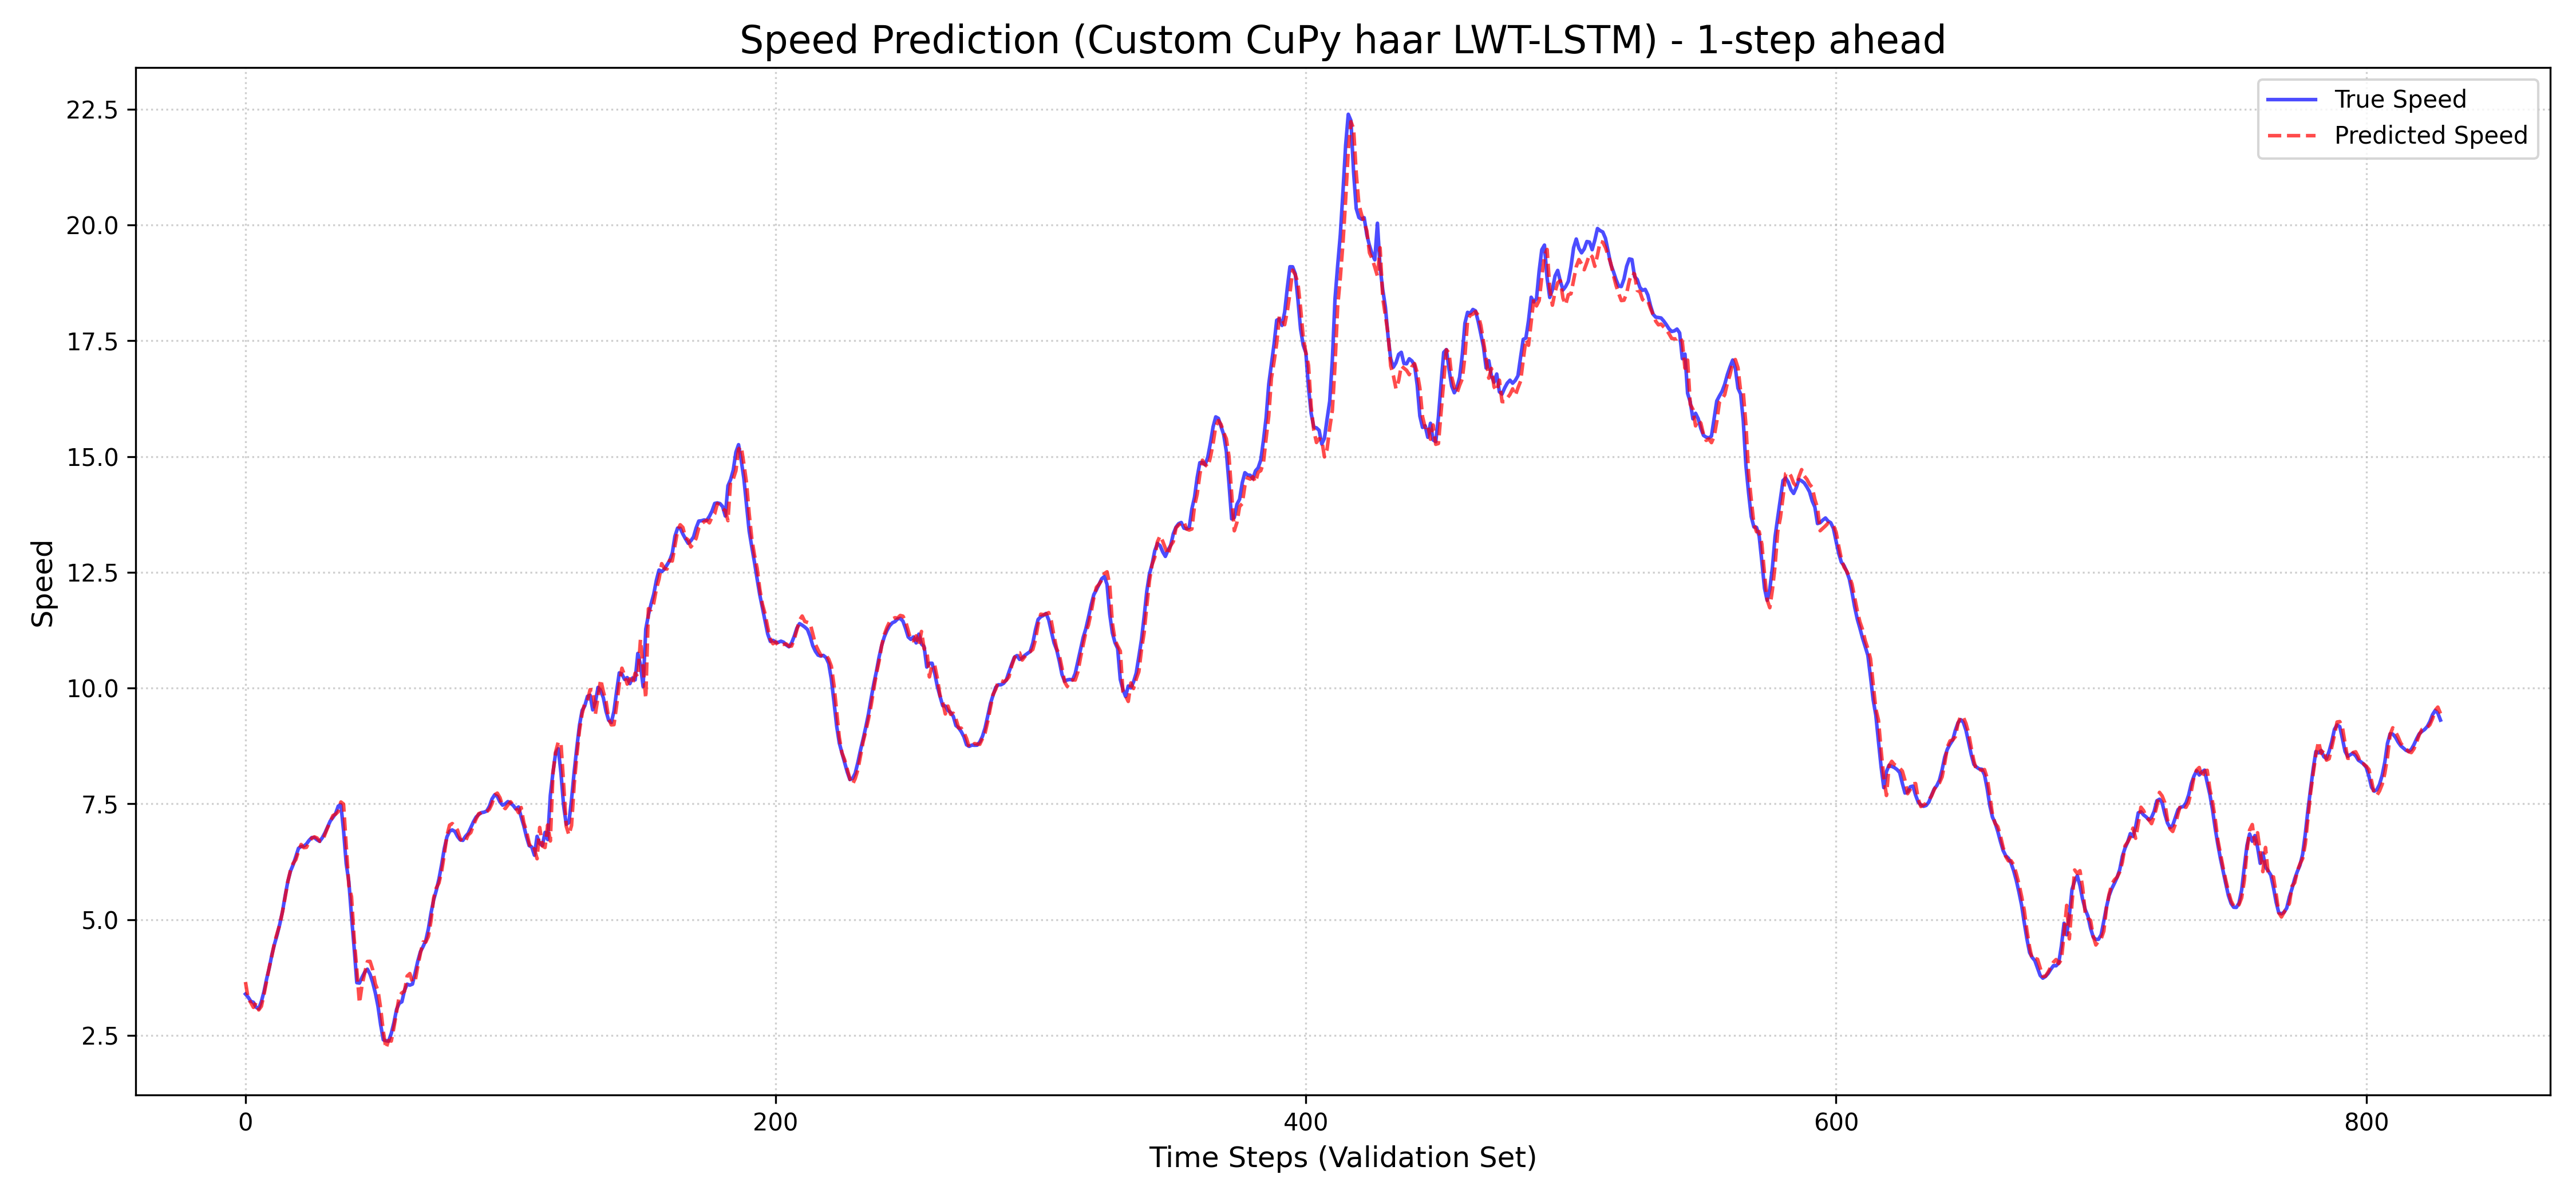 Speed Prediction (Custom CuPy haar LWT-LSTM) - 1-step ahead
True Speed
Predicted Speed
Speed
22.5
20.0
17.5
15.0
12.5
10.0
7.5
5.0
2.5
0 200 400 600 800
Time Steps (Validation Set)